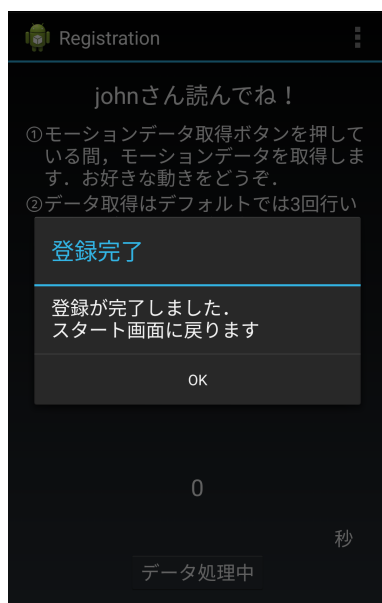 Registration
johnさん読んでね！
①モーションデータ取得ボタンを押して
いる間，モーションデータを取得しま
す．お好きな動きをどうぞ．
②データ取得はデフォルトでは3回行い
登録完了
登録が完了しました．
スタート画面に戻ります
OK
0
秒
データ処理中